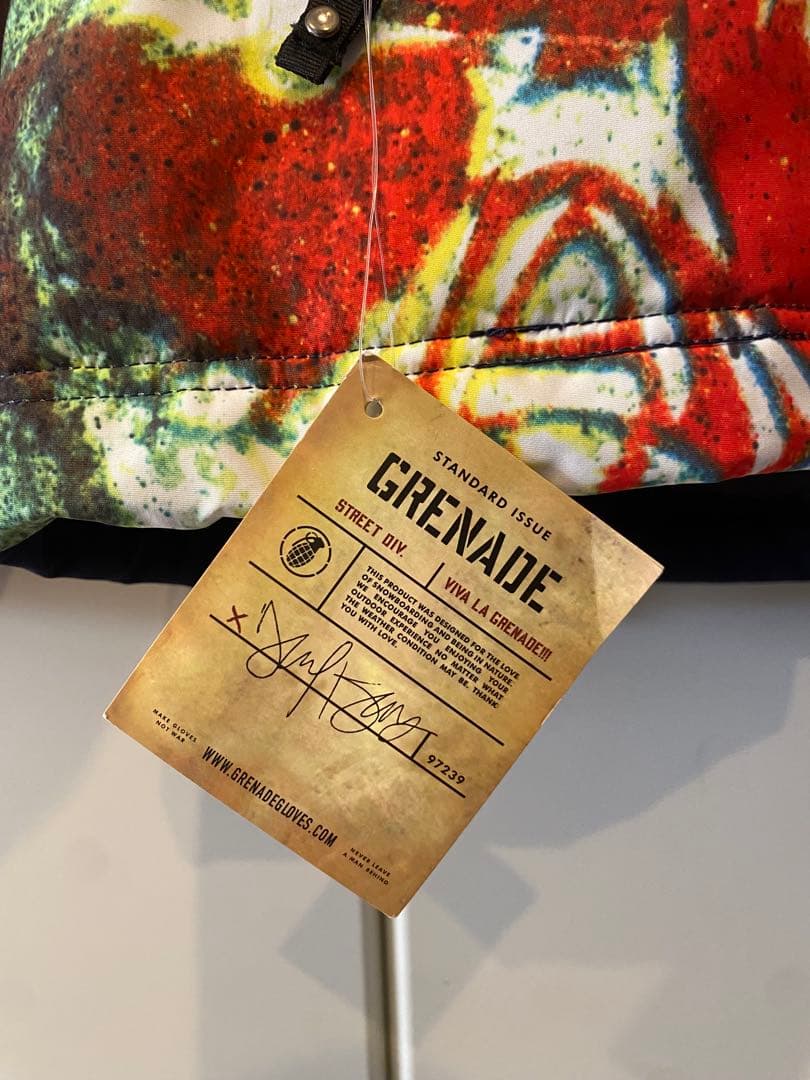 STANDARD ISSUE
GRENADE
STREET DIV.
VIVA LA GRENADE!!!
THIS PRODUCT WAS DESIGNED FOR THE LOVE
OF SNOWBOARDING AND BEING IN NATURE.
WE ENCOURAGE YOU ENJOYING YOUR
OUTDOOR EXPERIENCE NO MATTER WHAT
THE WEATHER CONDITION MAY BE. THANK
YOU WITH LOVE.
X
97239
MAKE GLOVES
NOT WAR
WWW.GRENADEGLOVES.COM
NEVER LEAVE
A MAN BEHIND